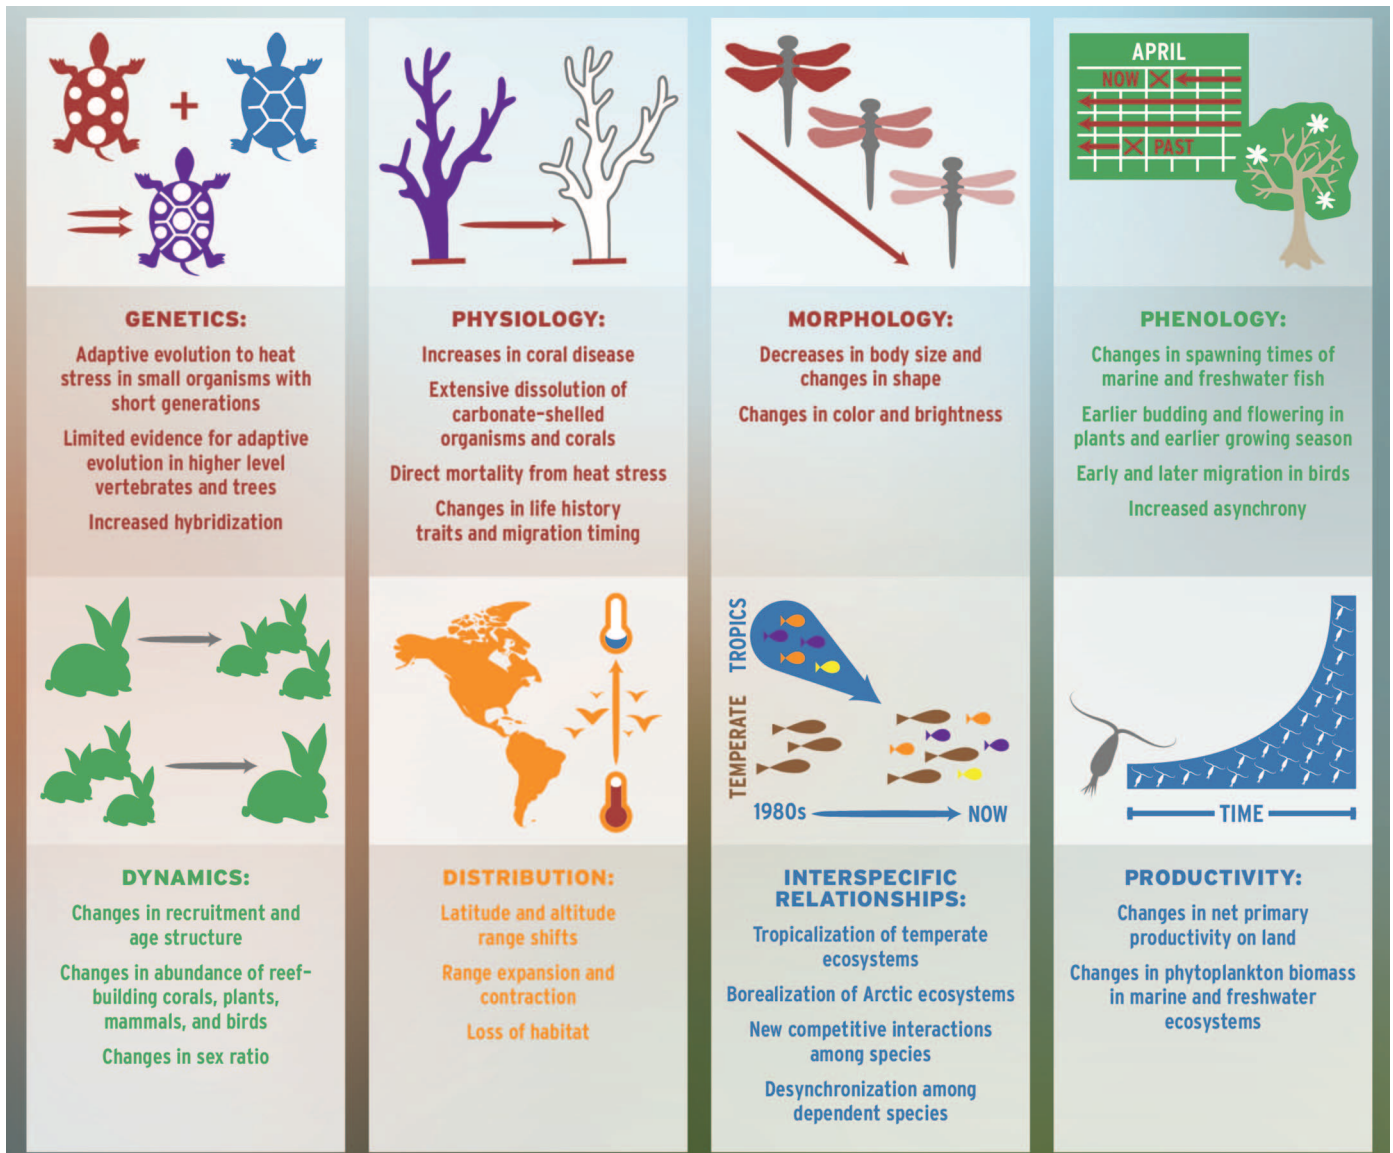 GENETICS:
Adaptive evolution to heat
stress in small organisms with
short generations
Limited evidence for adaptive
evolution in higher level
vertebrates and trees
Increased hybridization
PHYSIOLOGY:
Increases in coral disease
Extensive dissolution of
carbonate-shelled
organisms and corals
Direct mortality from heat stress
Changes in life history
traits and migration timing
MORPHOLOGY:
Decreases in body size and
changes in shape
Changes in color and brightness
APRIL
NOW
PAST
PHENOLOGY:
Changes in spawning times of
marine and freshwater fish
Earlier budding and flowering in
plants and earlier growing season
Early and later migration in birds
Increased asynchrony
DYNAMICS:
Changes in recruitment and
age structure
Changes in abundance of reef-
building corals, plants,
mammals, and birds
Changes in sex ratio
DISTRIBUTION:
Latitude and altitude
range shifts
Range expansion and
contraction
Loss of habitat
TROPICS
TEMPERATE
1980s
NOW
INTERSPECIFIC
RELATIONSHIPS:
Tropicalization of temperate
ecosystems
Borealization of Arctic ecosystems
New competitive interactions
among species
Desynchronization among
dependent species
TIME
PRODUCTIVITY:
Changes in net primary
productivity on land
Changes in phytoplankton biomass
in marine and freshwater
ecosystems